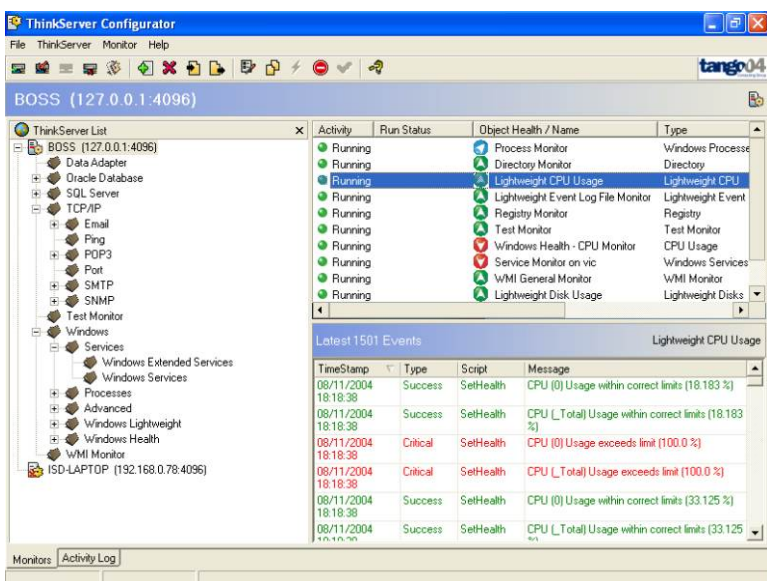 ThinkServer Configurator
File ThinkServer Monitor Help
tango04
BOSS (127.0.0.1:4096)
ThinkServer List
BOSS (127.0.0.1:4096)
Data Adapter
Oracle Database
SQL Server
TCP/IP
Email
Ping
POP3
Port
SMTP
SNMP
Test Monitor
Windows
Services
Windows Extended Services
Windows Services
Processes
Advanced
Windows Lightweight
Windows Health
WMI Monitor
ISD-LAPTOP (192.168.0.78:4096)
Activity Run Status Object Health / Name Type
Running Process Monitor Windows Processe
Running Directory Monitor Directory
Running Lightweight CPU Usage Lightweight CPU
Running Lightweight Event Log File Monitor Lightweight Event
Running Registry Monitor Registry
Running Test Monitor Test Monitor
Running Windows Health - CPU Monitor CPU Usage
Running Service Monitor on vic Windows Services
Running WMI General Monitor WMI Monitor
Running Lightweight Disk Usage Lightweight Disks
Latest 1501 Events Lightweight CPU Usage
TimeStamp Type Script Message
08/11/2004 Success SetHealth CPU (0) Usage within correct limits (18.183 %)
18:18:38
08/11/2004 Success SetHealth CPU (_Total) Usage within correct limits (18.183
18:18:38 %)
08/11/2004 Critical SetHealth CPU (0) Usage exceeds limit (100.0 %)
18:18:38
08/11/2004 Critical SetHealth CPU (_Total) Usage exceeds limit (100.0 %)
18:18:38
08/11/2004 Success SetHealth CPU (0) Usage within correct limits (33.125 %)
18:18:38
08/11/2004 Success SetHealth CPU (_Total) Usage within correct limits (33.125
Monitors Activity Log